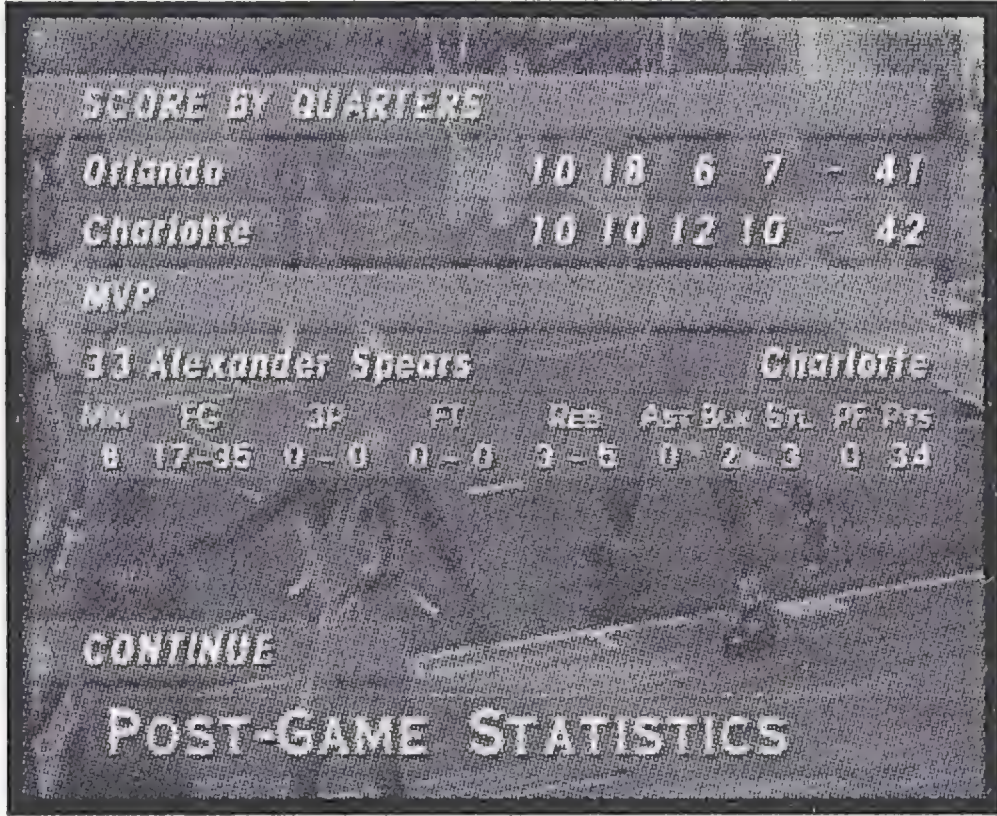 SCORE BY QUARTERS
Orlando 10 18 6 7 - 41
Charlotte 10 10 12 10 - 42
MVP
33 Alexander Spears Charlotte
MIN FG 3P FT REB AST BLK STL PF PTS
8 17-35 0-0 0-0 3-5 0 2 3 0 34
CONTINUE
POST-GAME STATISTICS